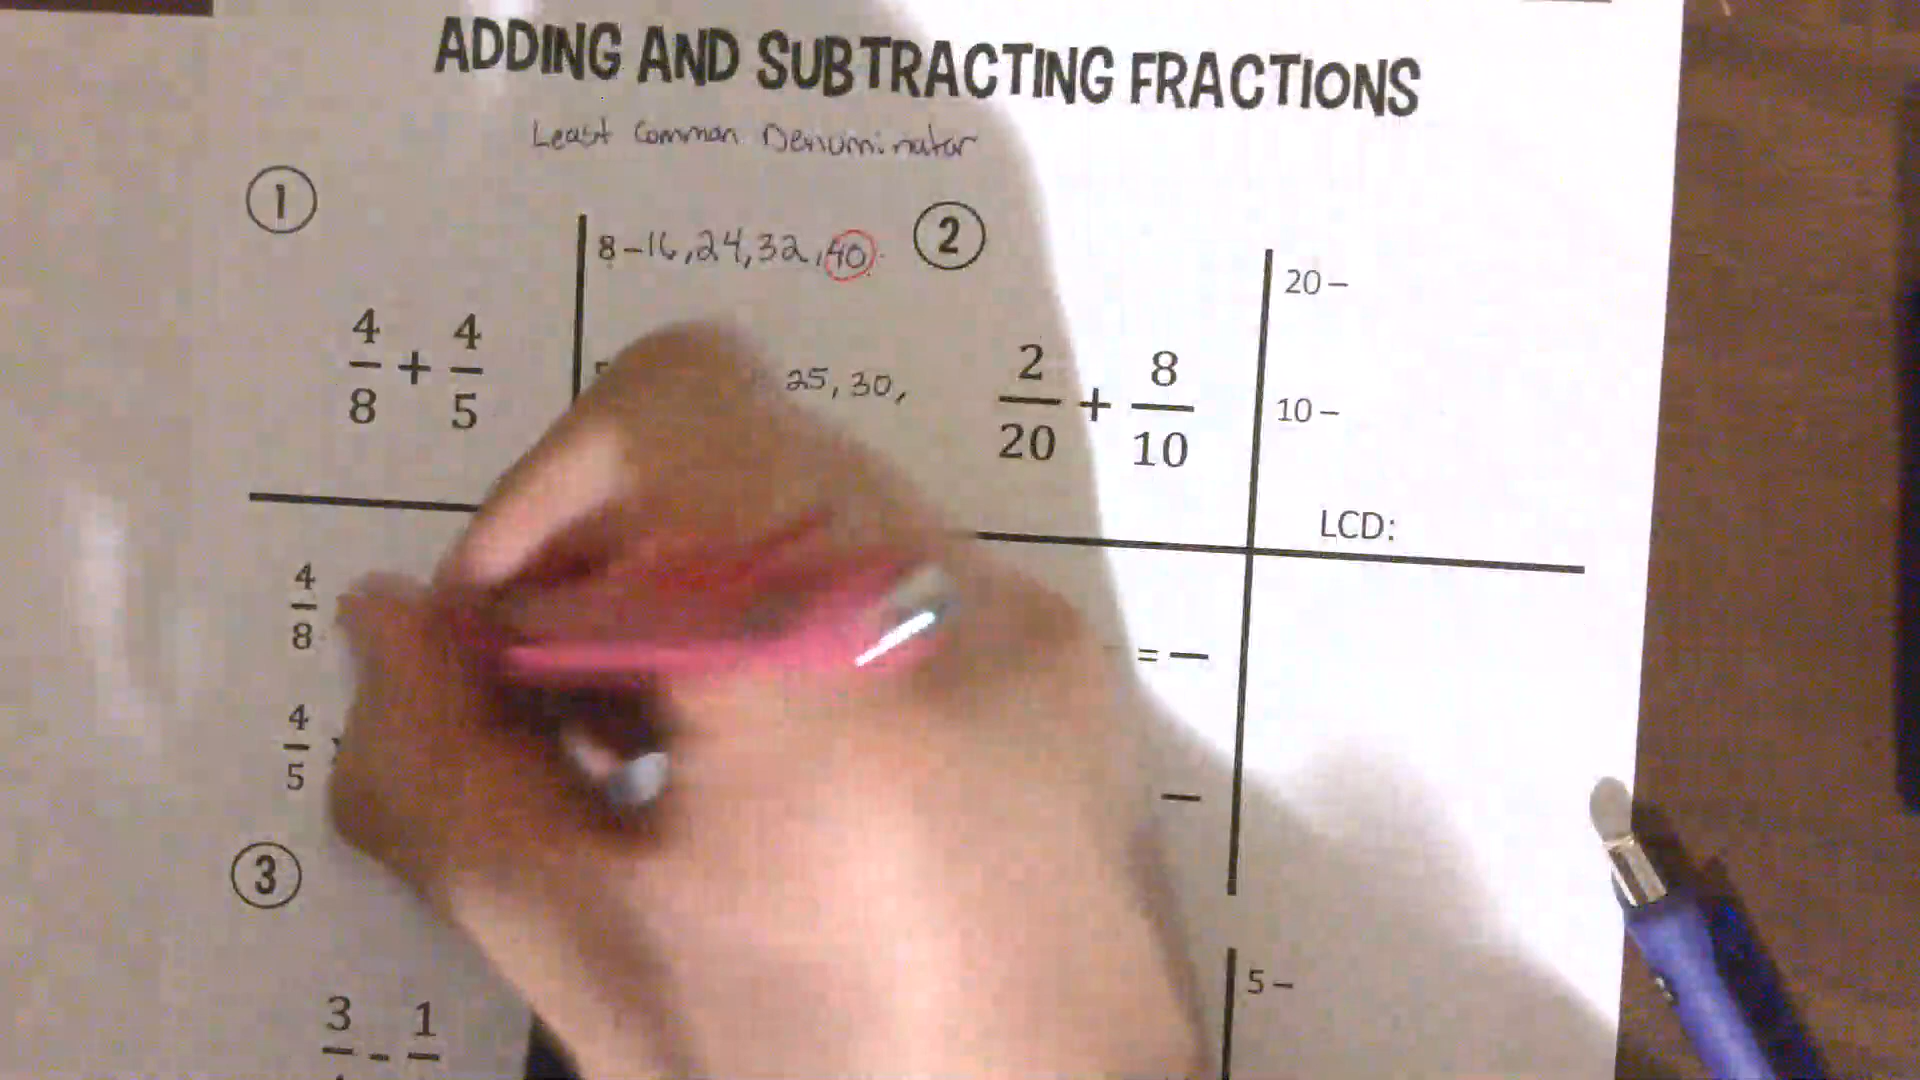 ADDING AND SUBTRACTING FRACTIONS
Least Common Denuminator
1
8-16,24,32,40
4/8 + 4/5
25, 30,
2
2/20 + 8/10
20 –
10 –
LCD:
4/8
4/5
= —
—
3
3 - 1
5 –